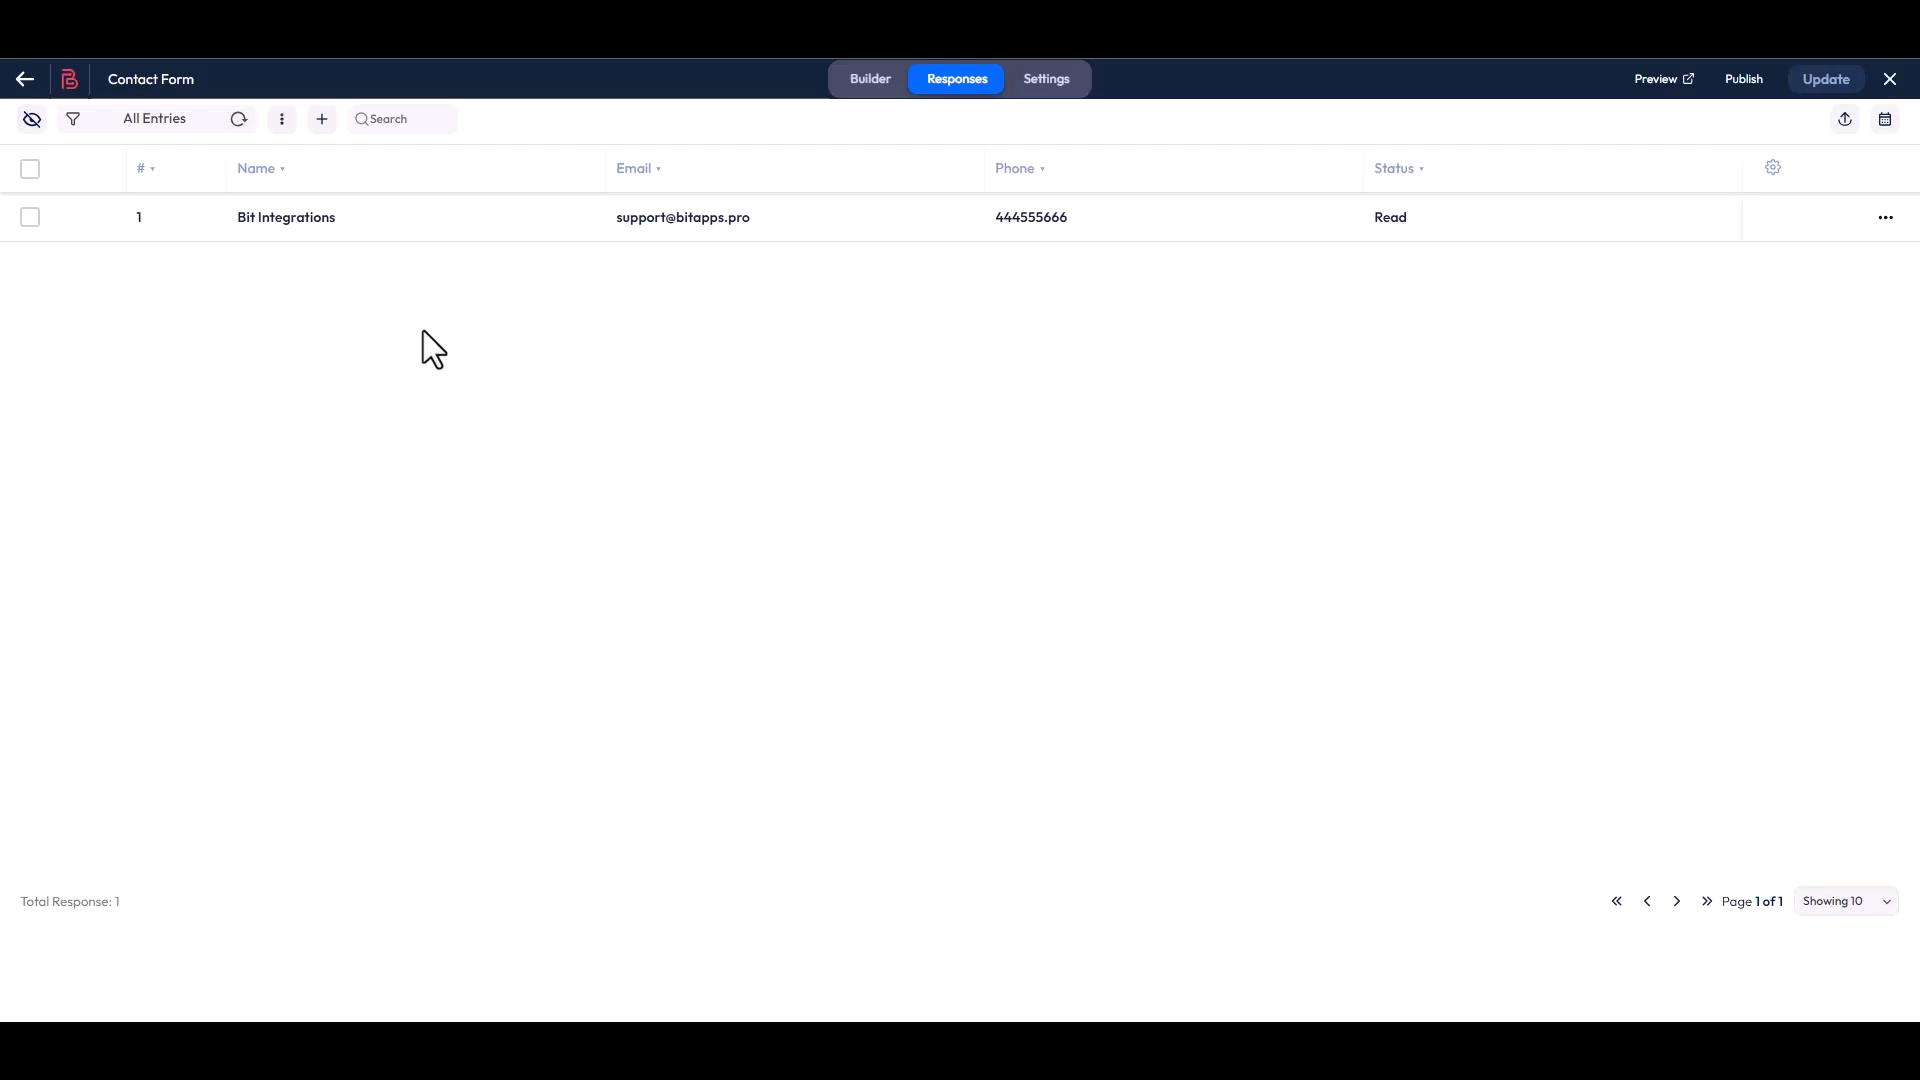 Contact Form
Builder Responses Settings
Preview Publish Update
All Entries Search
# Name Email Phone Status
1 Bit Integrations support@bitapps.pro 444555666 Read
Total Response: 1
Page 1 of 1 Showing 10